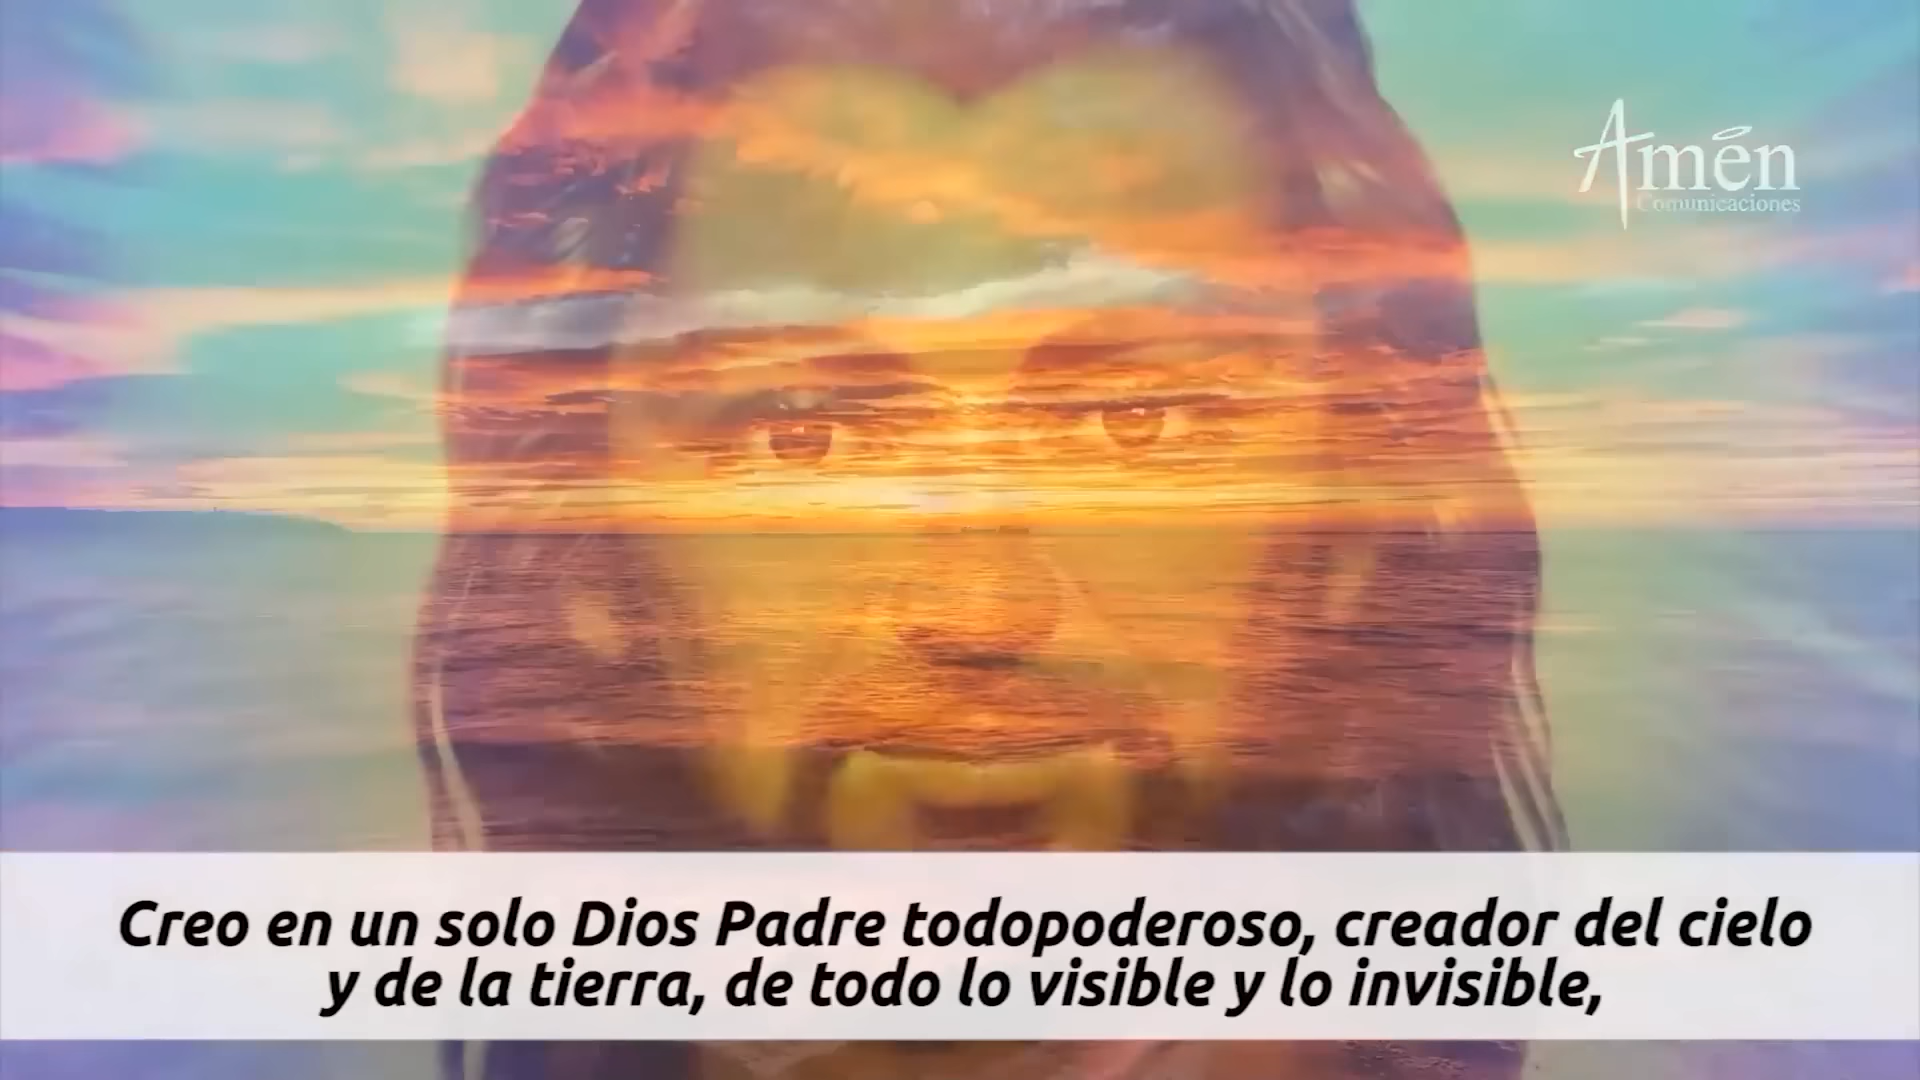 Amén
Comunicaciones
Creo en un solo Dios Padre todopoderoso, creador del cielo
y de la tierra, de todo lo visible y lo invisible,